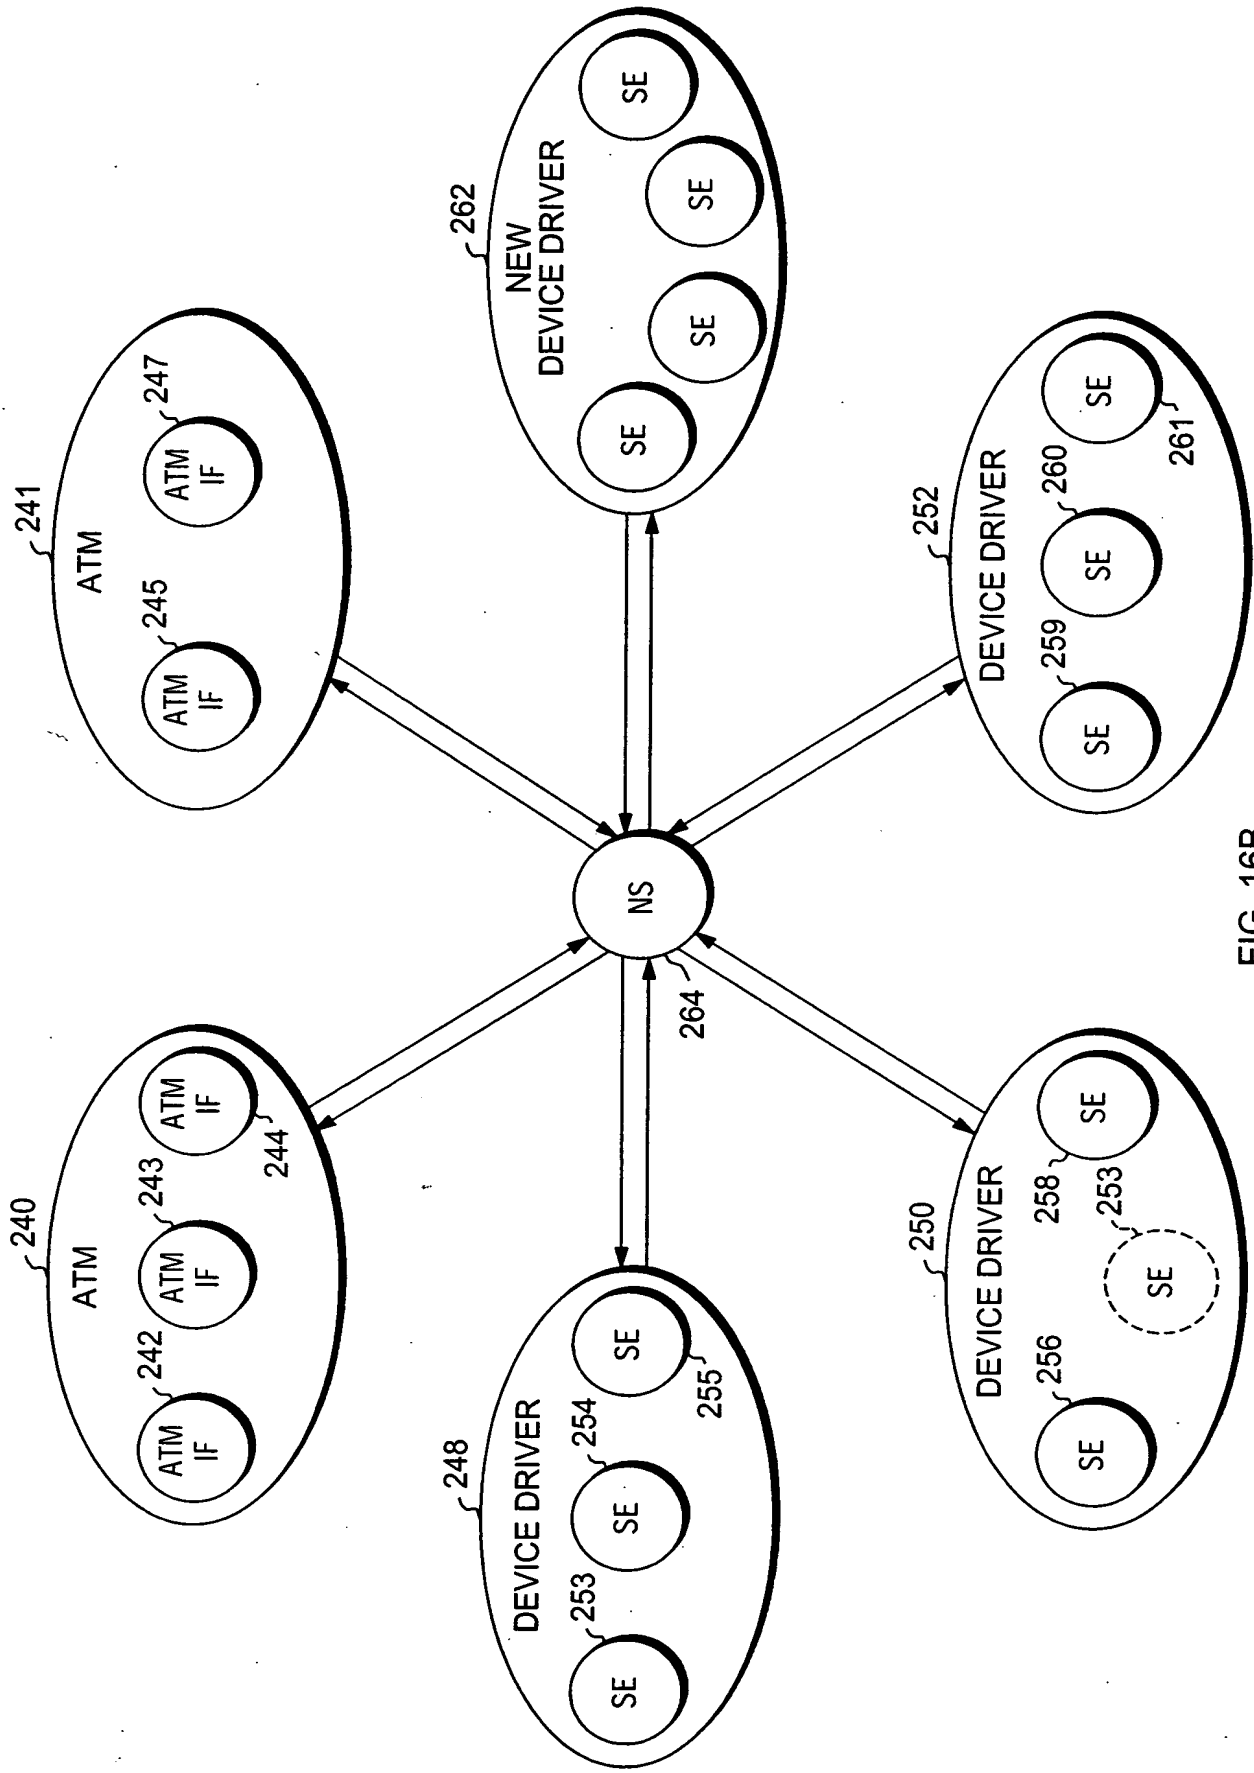 240
ATM
242
ATM
IF
243
ATM
IF
244
ATM
IF
241
ATM
245
ATM
IF
247
ATM
IF
248
DEVICE DRIVER
253
SE
254
SE
255
SE
NS
264
262
NEW
DEVICE DRIVER
SE
SE
SE
SE
250
DEVICE DRIVER
256
SE
253
SE
258
SE
252
DEVICE DRIVER
259
SE
260
SE
261
SE
FIG. 16B